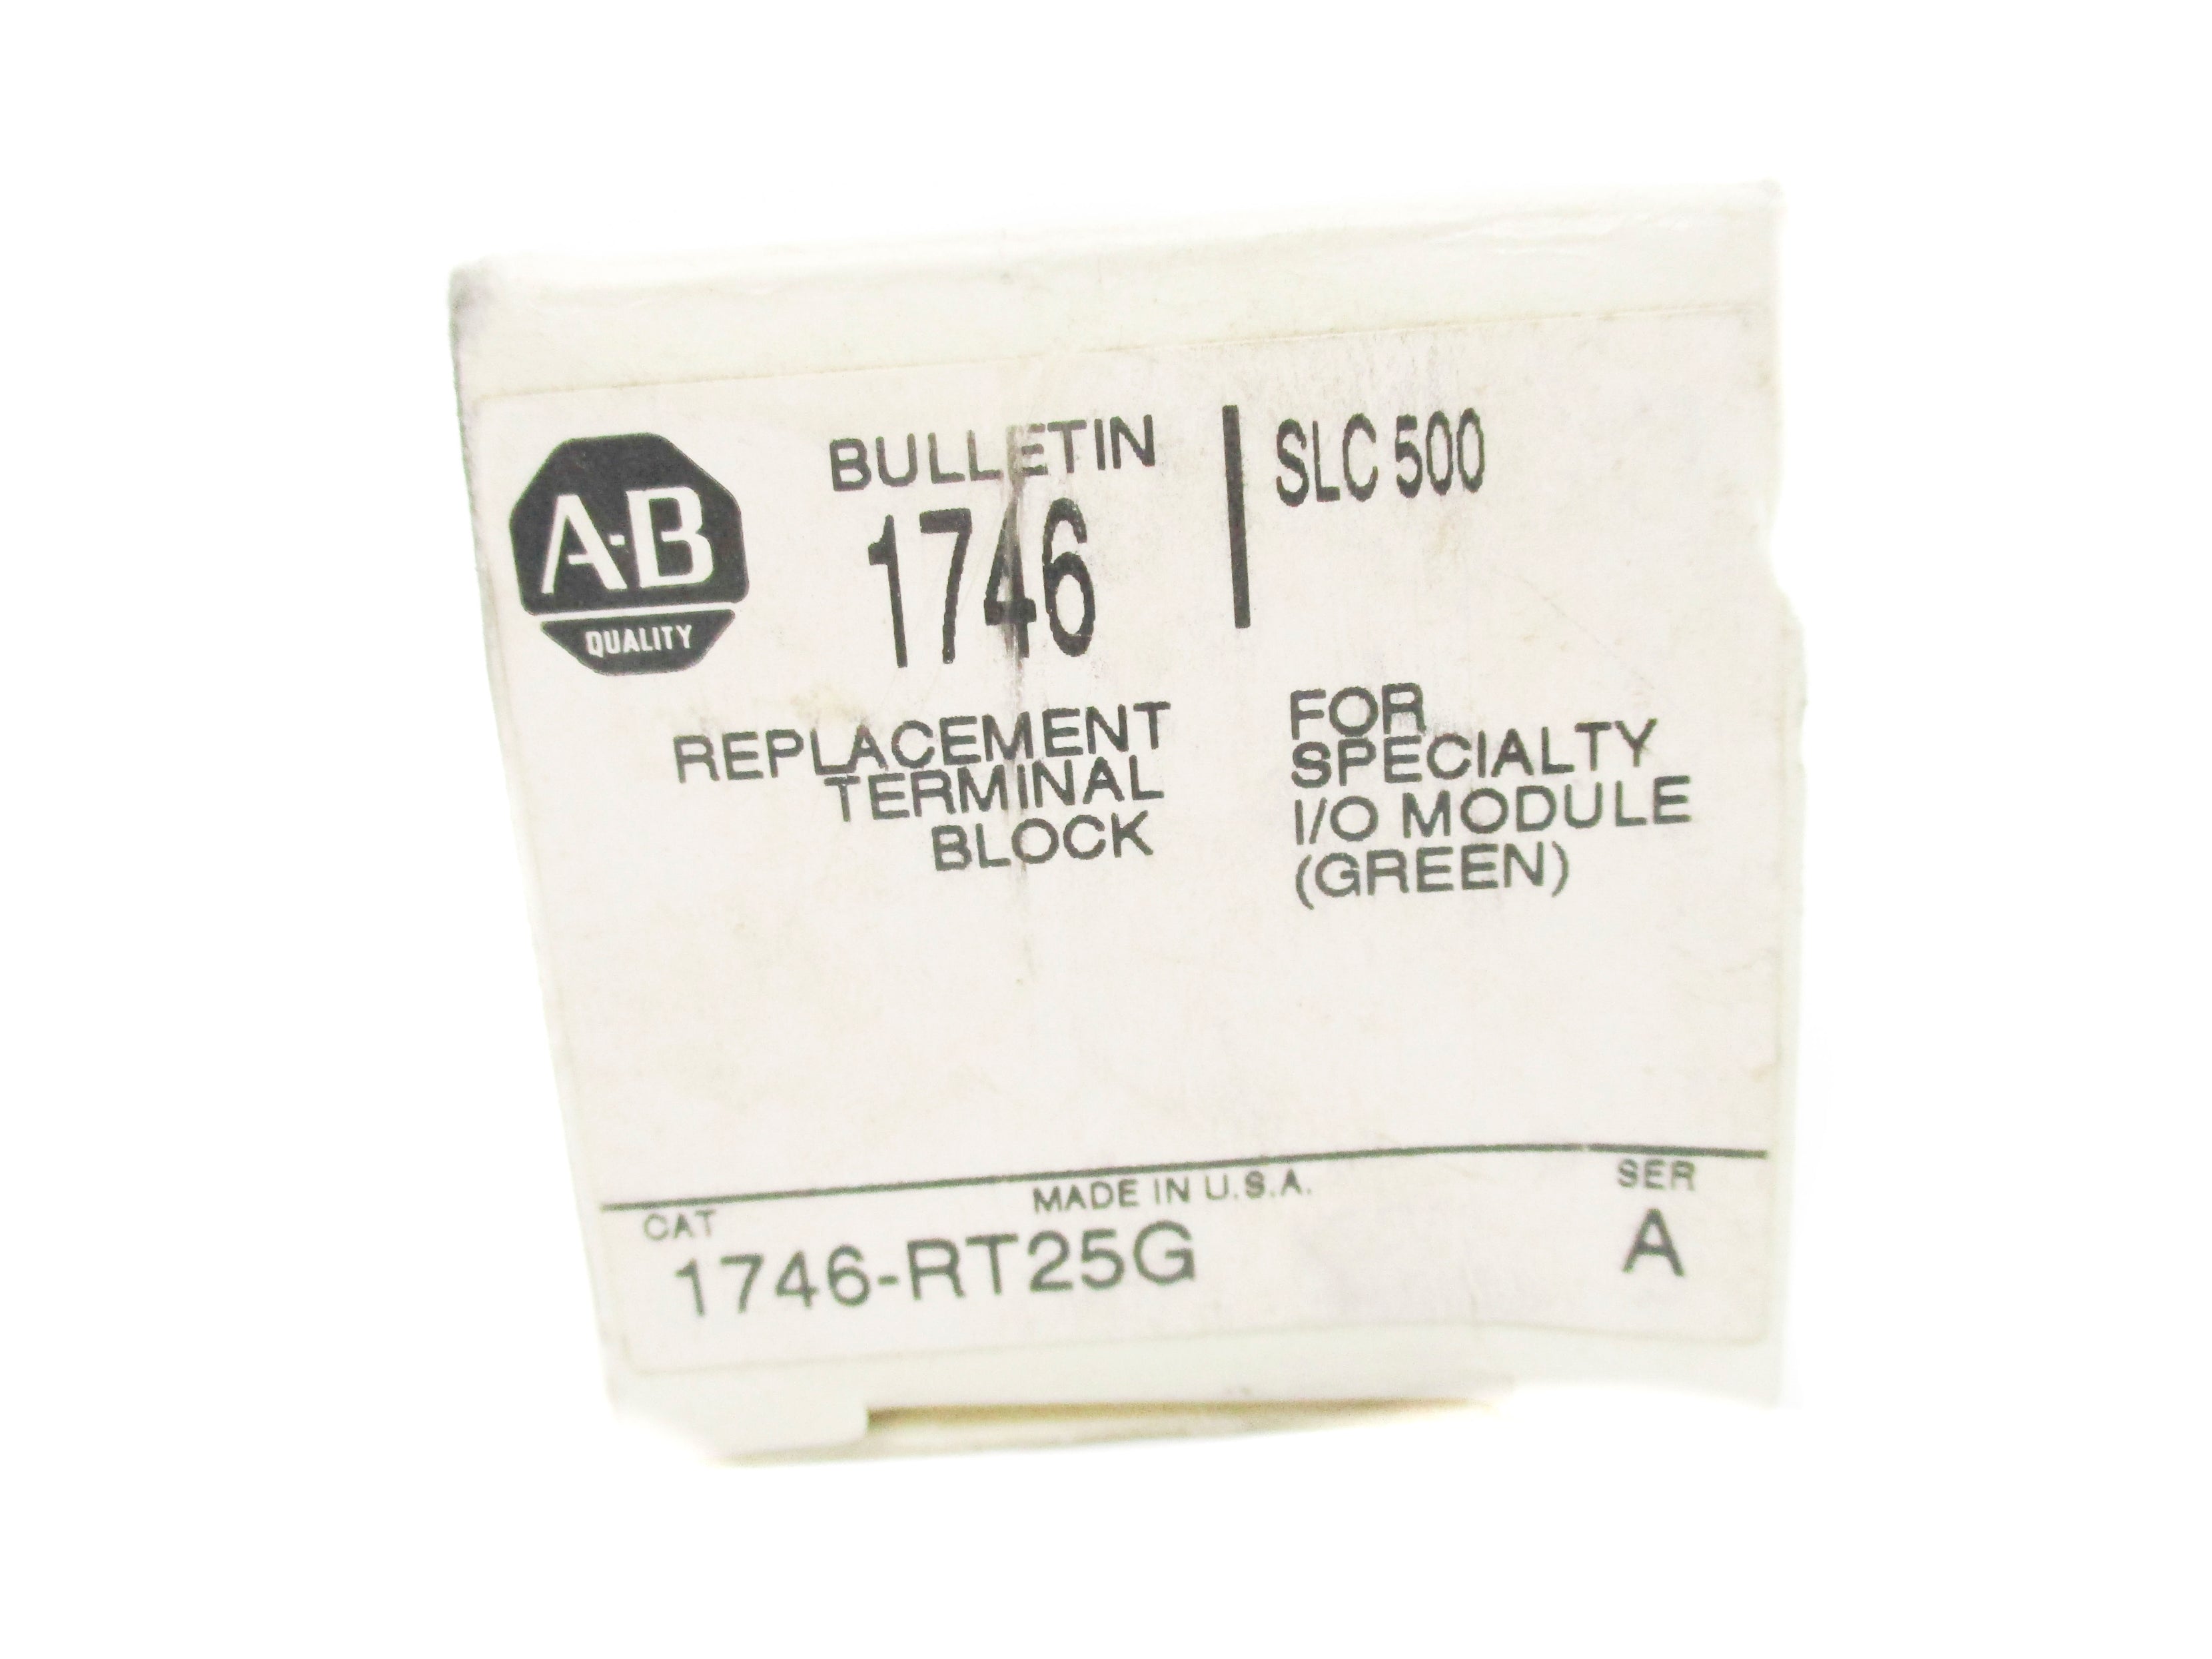 A-B
QUALITY
BULLETIN
1746
SLC 500
REPLACEMENT
TERMINAL
BLOCK
FOR
SPECIALTY
I/O MODULE
(GREEN)
MADE IN U.S.A.
CAT
1746-RT25G
SER
A